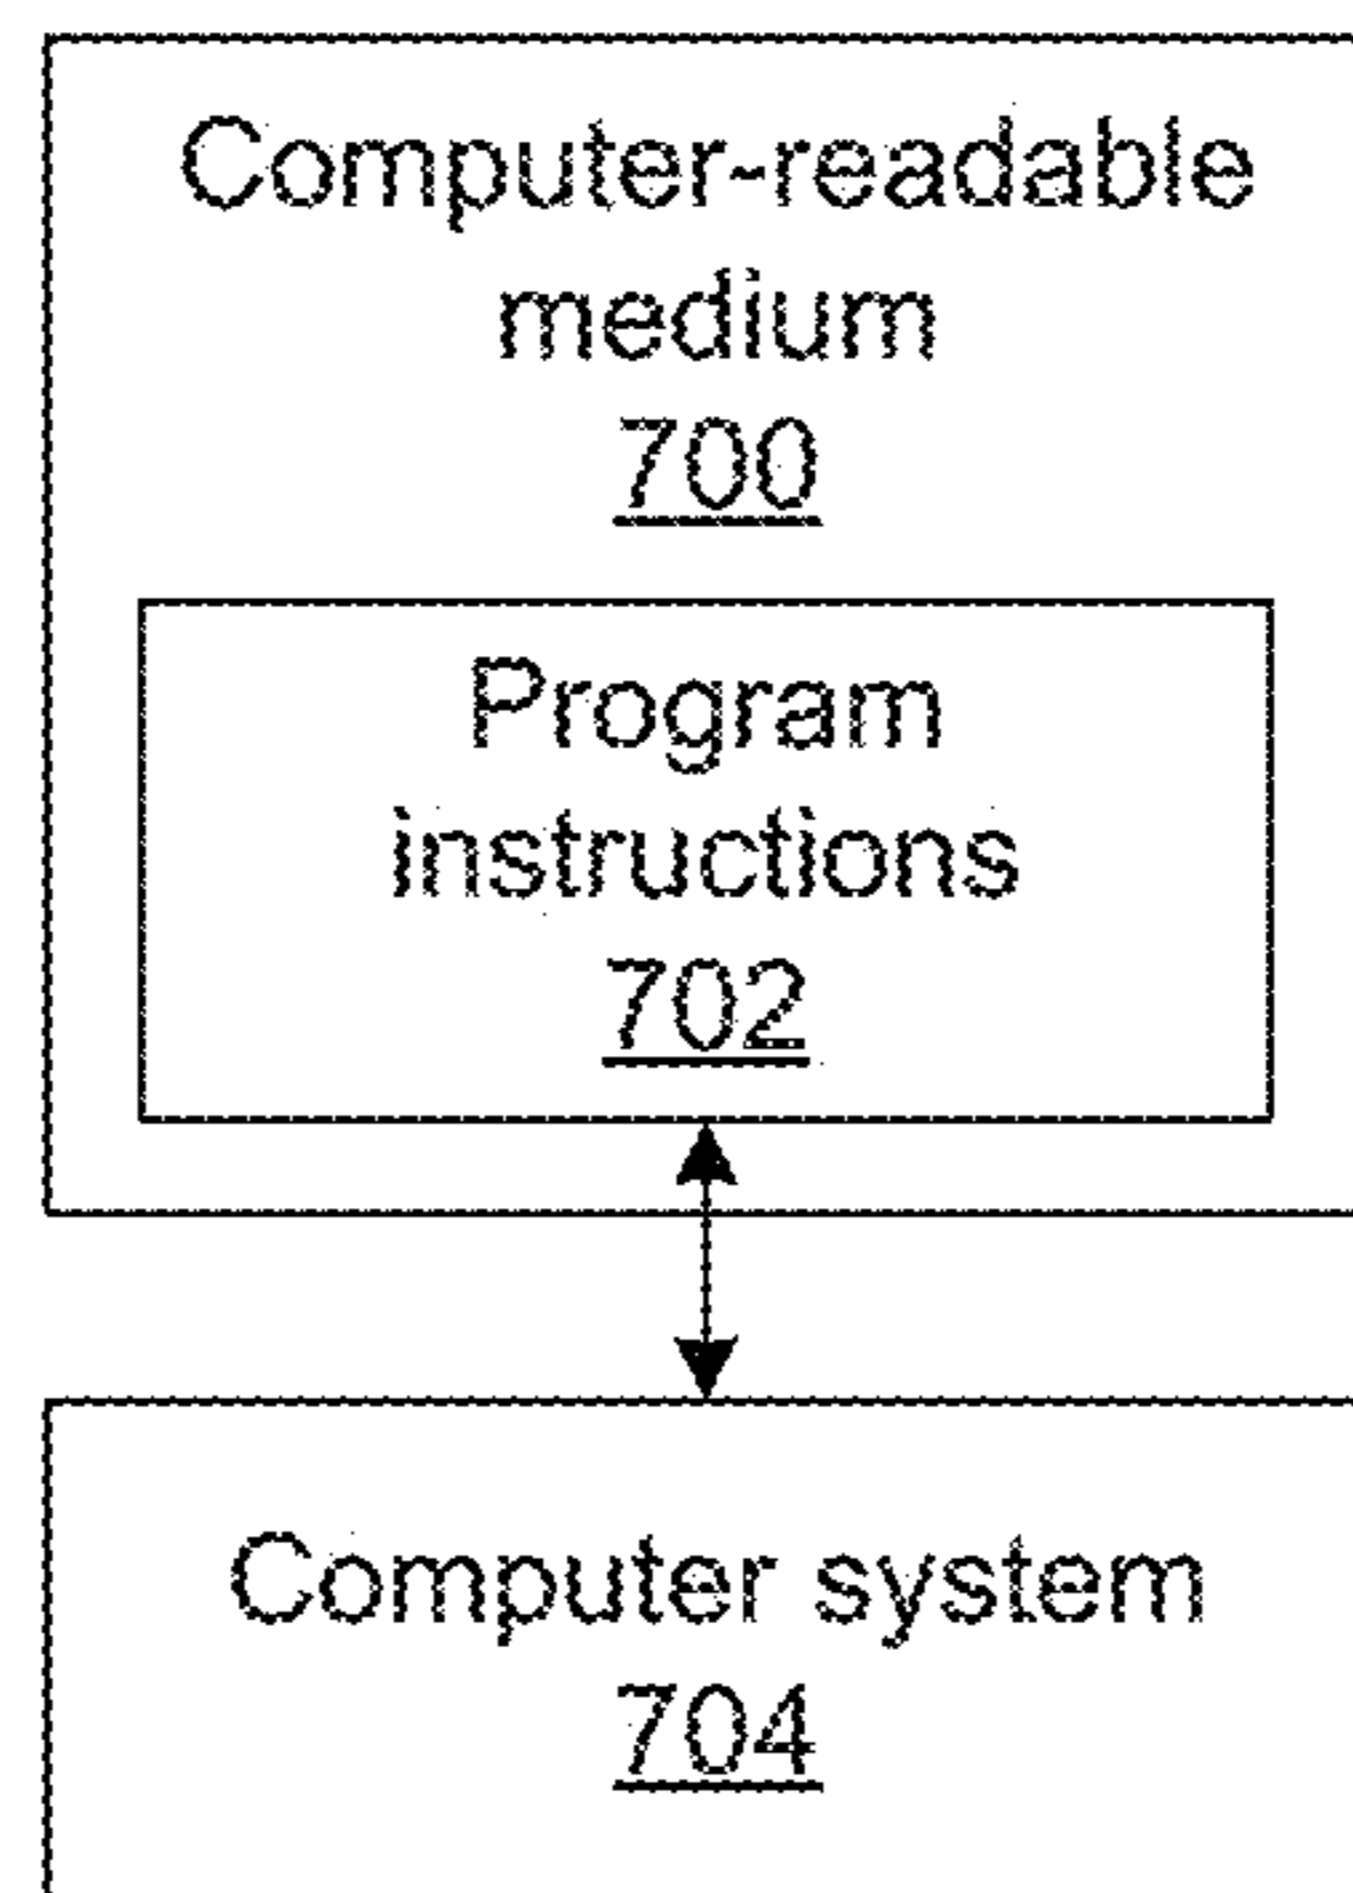 Computer-readable
medium
700
Program
instructions
702
Computer system
704